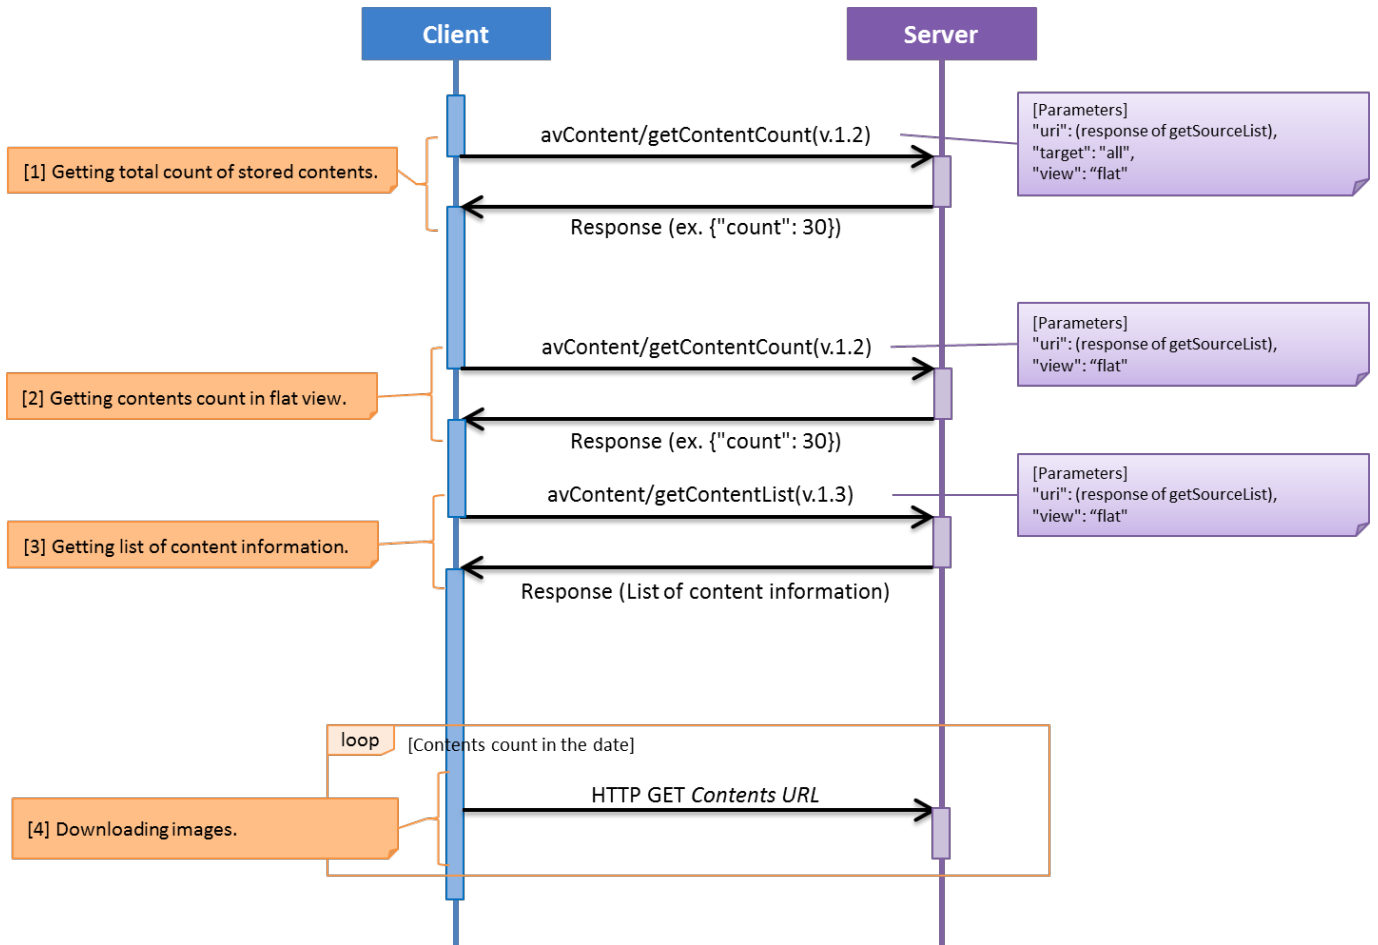 Client
Server
avContent/getContentCount(v.1.2)
[Parameters]
"uri": (response of getSourceList),
"target": "all",
"view": “flat"
[1] Getting total count of stored contents.
Response (ex. {"count": 30})
avContent/getContentCount(v.1.2)
[Parameters]
"uri": (response of getSourceList),
"view": “flat"
[2] Getting contents count in flat view.
Response (ex. {"count": 30})
avContent/getContentList(v.1.3)
[Parameters]
"uri": (response of getSourceList),
"view": “flat"
[3] Getting list of content information.
Response (List of content information)
loop
[Contents count in the date]
HTTP GET Contents URL
[4] Downloading images.